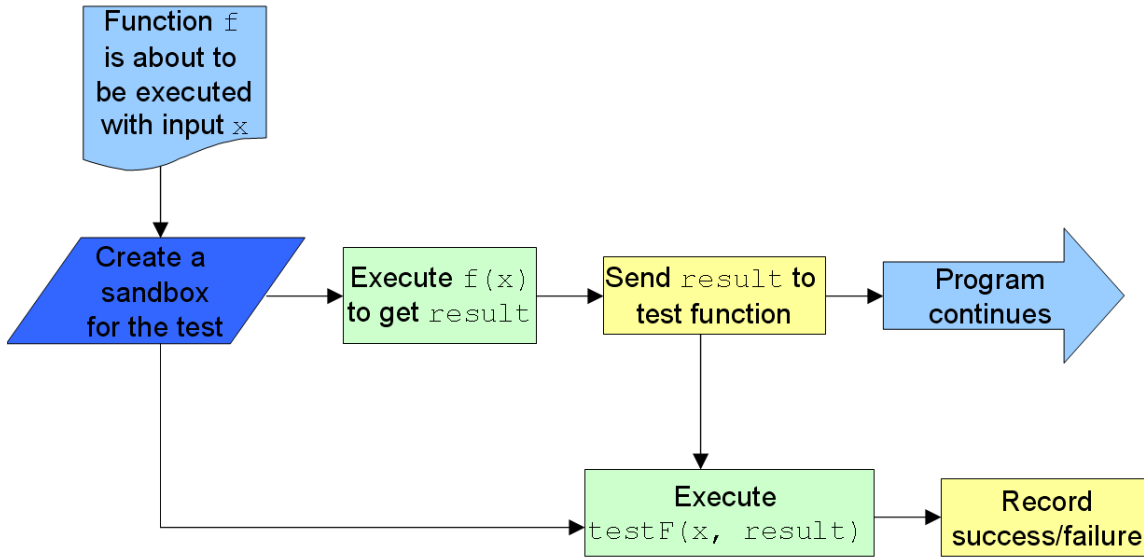 Function f
is about to
be executed
with input x
Create a
sandbox
for the test
Execute f(x)
to get result
Send result to
test function
Program
continues
Execute
testF(x, result)
Record
success/failure